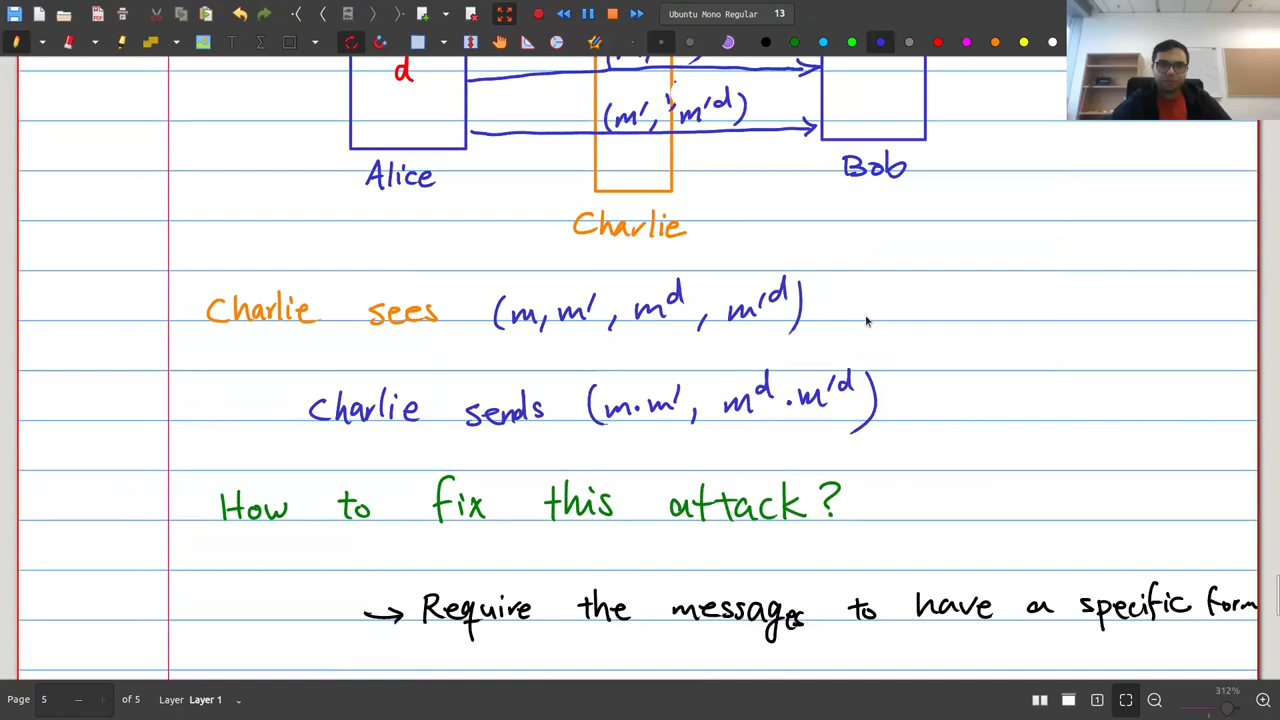 Ubuntu Mono Regular 13
d
(m', m'^d)
Alice
Bob
Charlie
Charlie sees (m, m', m^d, m'^d)
Charlie sends (m·m', m^d·m'^d)
How to fix this attack?
→ Require the messages to have a specific form
Page 5 of 5 Layer Layer 1 312%